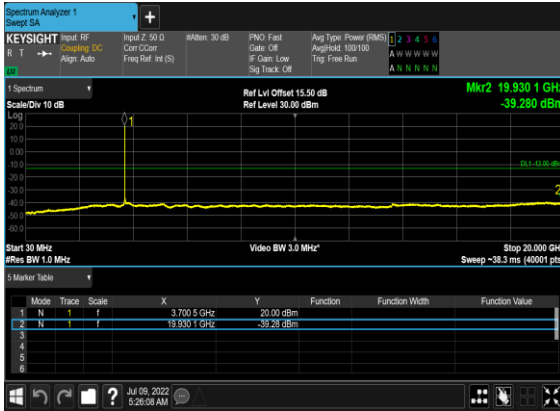 Spectrum Analyzer 1
Swept SA
KEYSIGHT Input: RF Input Z: 50 Ω #Atten: 30 dB PNO: Fast Avg Type: Power (RMS) 1 2 3 4 5 6
R T Coupling: DC Corr CCorr Gate: Off Avg|Hold: 100/100 A W W W W W
Align: Auto Freq Ref: Int (S) IF Gain: Low Trig: Free Run
Sig Track: Off A N N N N N
1 Spectrum Ref Lvl Offset 15.50 dB Mkr2 19.930 1 GHz
Scale/Div 10 dB Ref Level 30.00 dBm -39.280 dBm
Log
20.0
10.0
0.00
-10.0
DL1 -13.00 dBm
-20.0
-30.0
-40.0
-50.0
-60.0
1
2
Start 30 MHz Video BW 3.0 MHz* Stop 20.000 GHz
#Res BW 1.0 MHz Sweep ~38.3 ms (40001 pts)
5 Marker Table
Mode Trace Scale X Y Function Function Width Function Value
1 N 1 f 3.700 5 GHz 20.00 dBm
2 N 1 f 19.930 1 GHz -39.28 dBm
3
4
5
6
Jul 09, 2022
5:26:08 AM